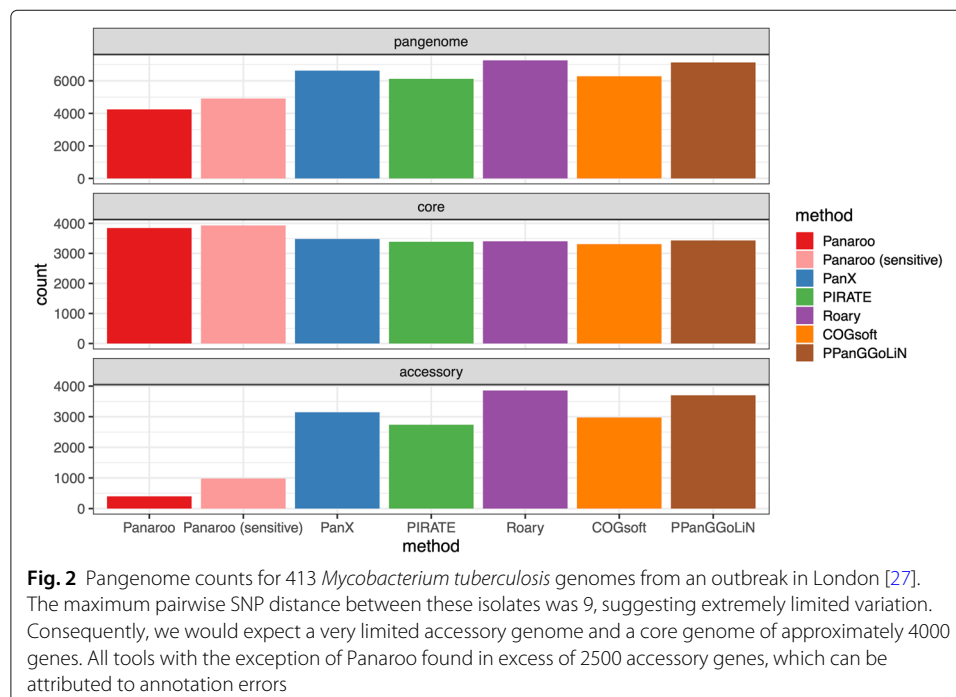 pangenome
6000
4000
2000
0
core
4000
3000
2000
1000
0
accessory
4000
3000
2000
1000
0
count
Panaroo Panaroo (sensitive) PanX PIRATE Roary COGsoft PPanGGoLiN
method
method
Panaroo
Panaroo (sensitive)
PanX
PIRATE
Roary
COGsoft
PPanGGoLiN
Fig. 2 Pangenome counts for 413 Mycobacterium tuberculosis genomes from an outbreak in London [27].
The maximum pairwise SNP distance between these isolates was 9, suggesting extremely limited variation.
Consequently, we would expect a very limited accessory genome and a core genome of approximately 4000
genes. All tools with the exception of Panaroo found in excess of 2500 accessory genes, which can be
attributed to annotation errors